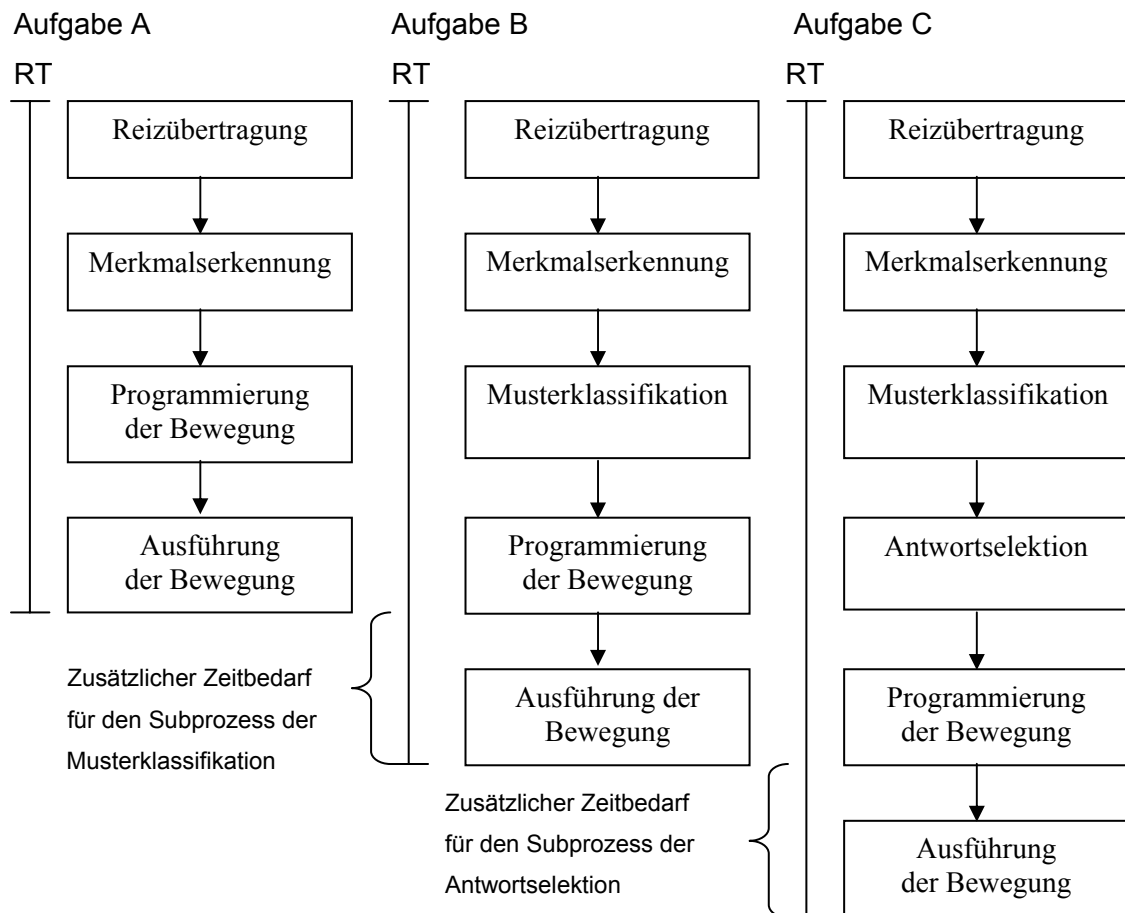 Aufgabe A
RT
Reizübertragung
Merkmalserkennung
Programmierung
der Bewegung
Ausführung
der Bewegung
Zusätzlicher Zeitbedarf
für den Subprozess der
Musterklassifikation
Aufgabe B
RT
Reizübertragung
Merkmalserkennung
Musterklassifikation
Programmierung
der Bewegung
Ausführung der
Bewegung
Zusätzlicher Zeitbedarf
für den Subprozess der
Antwortselektion
Aufgabe C
RT
Reizübertragung
Merkmalserkennung
Musterklassifikation
Antwortselektion
Programmierung
der Bewegung
Ausführung
der Bewegung